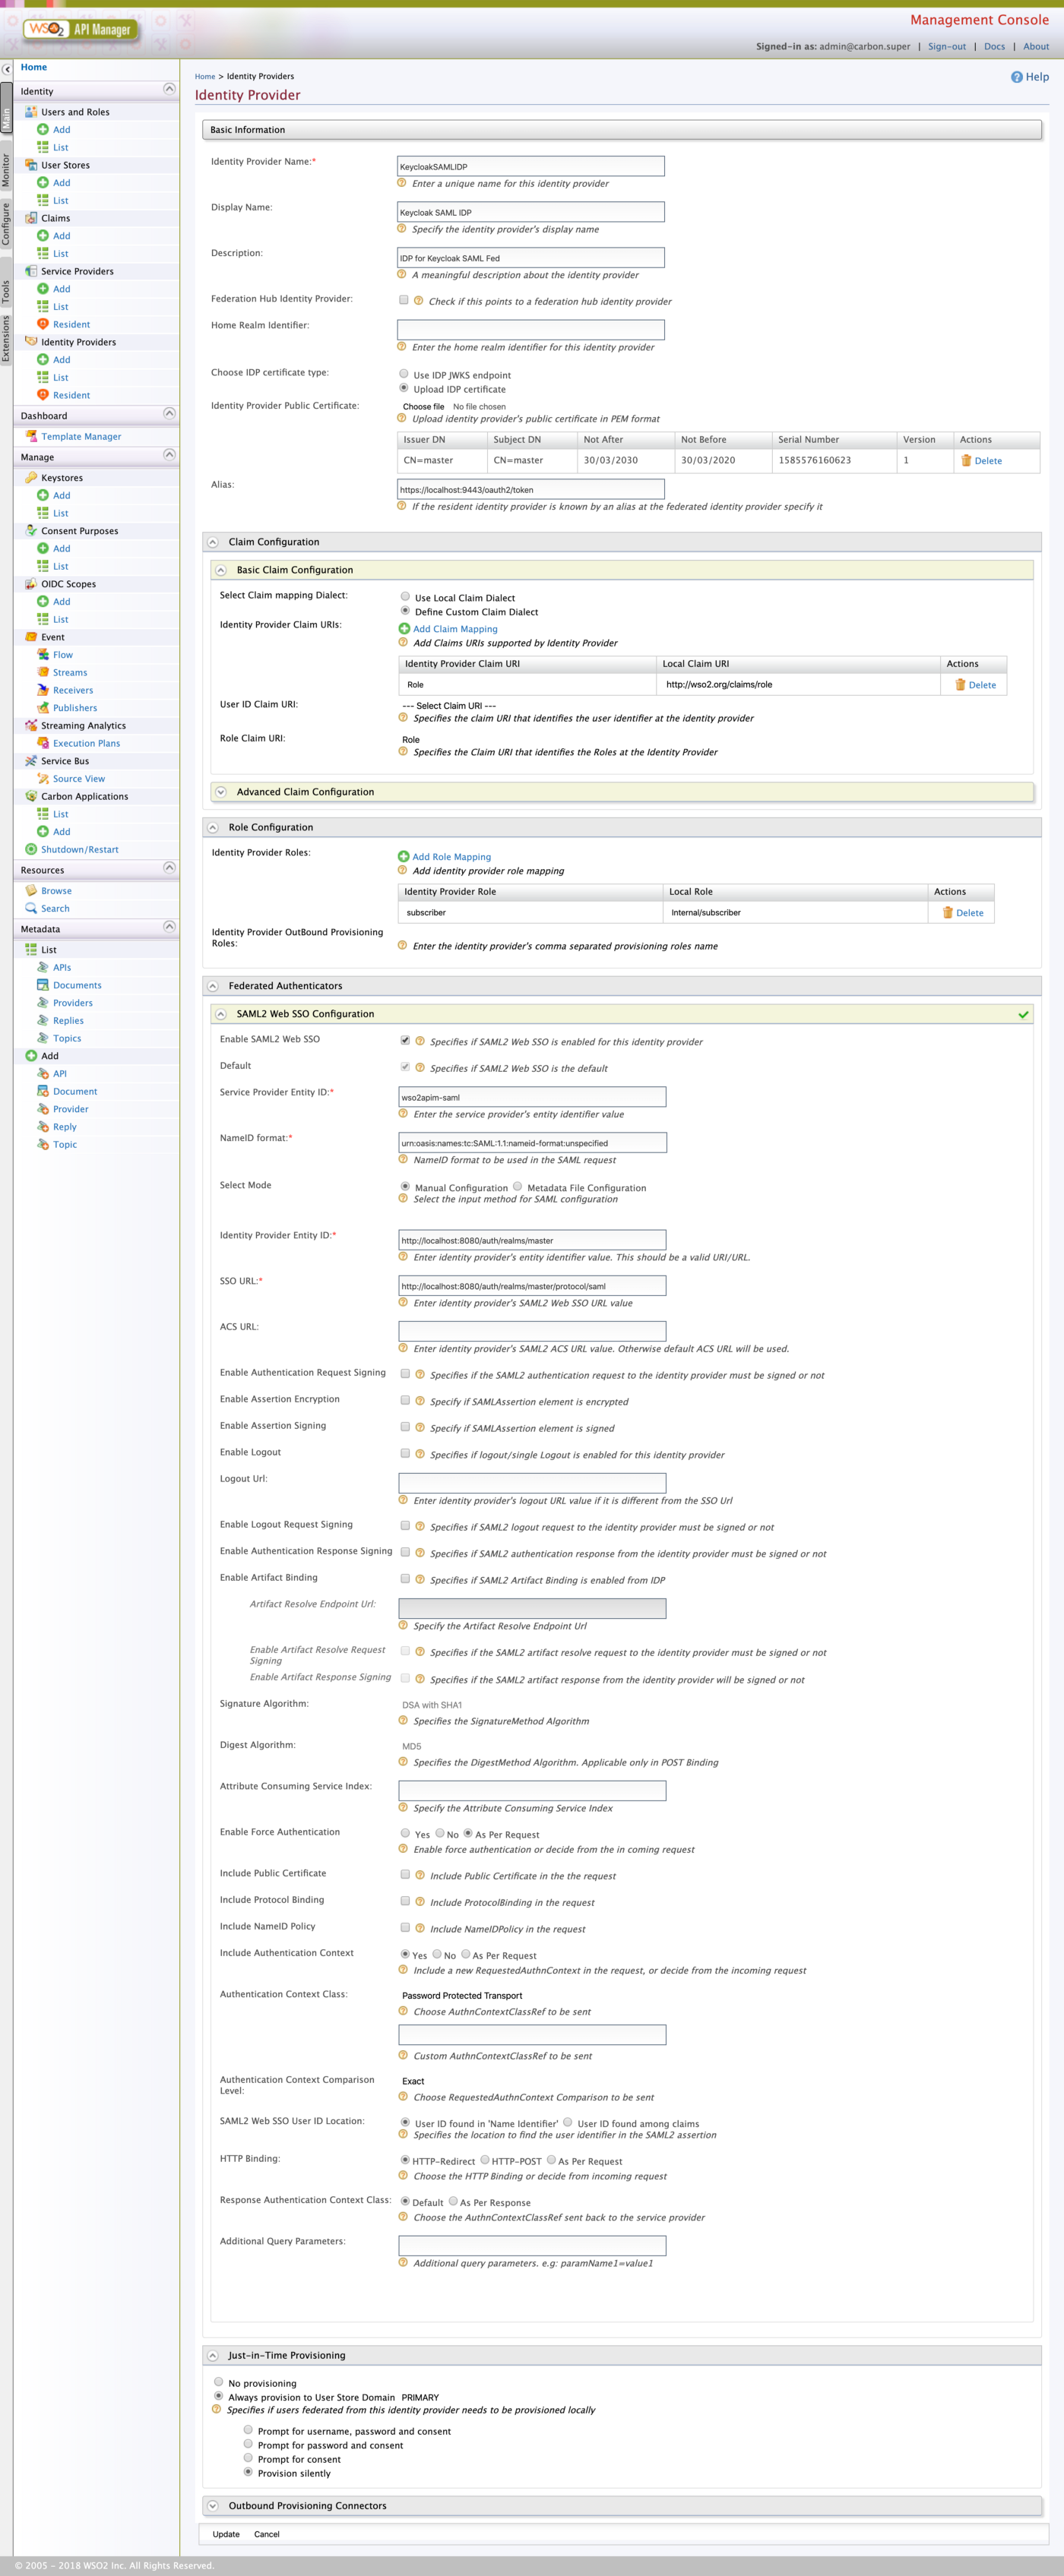 WSO2 API Manager
Management Console
Signed-in as: admin@carbon.super | Sign-out | Docs | About
Main
Monitor
Configure
Tools
Extensions
Home
Identity
Users and Roles
Add
List
User Stores
Add
List
Claims
Add
List
Service Providers
Add
List
Resident
Identity Providers
Add
List
Resident
Dashboard
Template Manager
Manage
Keystores
Add
List
Consent Purposes
Add
List
OIDC Scopes
Add
List
Event
Flow
Streams
Receivers
Publishers
Streaming Analytics
Execution Plans
Service Bus
Source View
Carbon Applications
List
Add
Shutdown/Restart
Resources
Browse
Search
Metadata
List
APIs
Documents
Providers
Replies
Topics
Add
API
Document
Provider
Reply
Topic
Home > Identity Providers
Help
Identity Provider
Basic Information
Identity Provider Name:*
KeycloakSAMLIDP
Enter a unique name for this identity provider
Display Name:
Keycloak SAML IDP
Specify the identity provider's display name
Description:
IDP for Keycloak SAML Fed
A meaningful description about the identity provider
Federation Hub Identity Provider:
Check if this points to a federation hub identity provider
Home Realm Identifier:
Enter the home realm identifier for this identity provider
Choose IDP certificate type:
Use IDP JWKS endpoint
Upload IDP certificate
Identity Provider Public Certificate:
Choose file No file chosen
Upload identity provider's public certificate in PEM format
Issuer DN Subject DN Not After Not Before Serial Number Version Actions
CN=master CN=master 30/03/2030 30/03/2020 1585576160623 1 Delete
Alias:
https://localhost:9443/oauth2/token
If the resident identity provider is known by an alias at the federated identity provider specify it
Claim Configuration
Basic Claim Configuration
Select Claim mapping Dialect:
Use Local Claim Dialect
Define Custom Claim Dialect
Identity Provider Claim URIs:
Add Claim Mapping
Add Claims URIs supported by Identity Provider
Identity Provider Claim URI Local Claim URI Actions
Role http://wso2.org/claims/role Delete
User ID Claim URI:
--- Select Claim URI ---
Specifies the claim URI that identifies the user identifier at the identity provider
Role Claim URI:
Role
Specifies the Claim URI that identifies the Roles at the Identity Provider
Advanced Claim Configuration
Role Configuration
Identity Provider Roles:
Add Role Mapping
Add identity provider role mapping
Identity Provider Role Local Role Actions
subscriber Internal/subscriber Delete
Identity Provider OutBound Provisioning
Roles:
Enter the identity provider's comma separated provisioning roles name
Federated Authenticators
SAML2 Web SSO Configuration
Enable SAML2 Web SSO
Specifies if SAML2 Web SSO is enabled for this identity provider
Default
Specifies if SAML2 Web SSO is the default
Service Provider Entity ID:*
wso2apim-saml
Enter the service provider's entity identifier value
NameID format:*
urn:oasis:names:tc:SAML:1.1:nameid-format:unspecified
NameID format to be used in the SAML request
Select Mode
Manual Configuration Metadata File Configuration
Select the input method for SAML configuration
Identity Provider Entity ID:*
http://localhost:8080/auth/realms/master
Enter identity provider's entity identifier value. This should be a valid URI/URL.
SSO URL:*
http://localhost:8080/auth/realms/master/protocol/saml
Enter identity provider's SAML2 Web SSO URL value
ACS URL:
Enter identity provider's SAML2 ACS URL value. Otherwise default ACS URL will be used.
Enable Authentication Request Signing
Specifies if the SAML2 authentication request to the identity provider must be signed or not
Enable Assertion Encryption
Specify if SAMLAssertion element is encrypted
Enable Assertion Signing
Specify if SAMLAssertion element is signed
Enable Logout
Specifies if logout/single Logout is enabled for this identity provider
Logout Url:
Enter identity provider's logout URL value if it is different from the SSO Url
Enable Logout Request Signing
Specifies if SAML2 logout request to the identity provider must be signed or not
Enable Authentication Response Signing
Specifies if SAML2 authentication response from the identity provider must be signed or not
Enable Artifact Binding
Specifies if SAML2 Artifact Binding is enabled from IDP
Artifact Resolve Endpoint Url:
Specify the Artifact Resolve Endpoint Url
Enable Artifact Resolve Request
Signing
Specifies if the SAML2 artifact resolve request to the identity provider must be signed or not
Enable Artifact Response Signing
Specifies if the SAML2 artifact response from the identity provider will be signed or not
Signature Algorithm:
DSA with SHA1
Specifies the SignatureMethod Algorithm
Digest Algorithm:
MD5
Specifies the DigestMethod Algorithm. Applicable only in POST Binding
Attribute Consuming Service Index:
Specify the Attribute Consuming Service Index
Enable Force Authentication
Yes No As Per Request
Enable force authentication or decide from the in coming request
Include Public Certificate
Include Public Certificate in the the request
Include Protocol Binding
Include ProtocolBinding in the request
Include NameID Policy
Include NameIDPolicy in the request
Include Authentication Context
Yes No As Per Request
Include a new RequestedAuthnContext in the request, or decide from the incoming request
Authentication Context Class:
Password Protected Transport
Choose AuthnContextClassRef to be sent
Custom AuthnContextClassRef to be sent
Authentication Context Comparison
Level:
Exact
Choose RequestedAuthnContext Comparison to be sent
SAML2 Web SSO User ID Location:
User ID found in 'Name Identifier' User ID found among claims
Specifies the location to find the user identifier in the SAML2 assertion
HTTP Binding:
HTTP-Redirect HTTP-POST As Per Request
Choose the HTTP Binding or decide from incoming request
Response Authentication Context Class:
Default As Per Response
Choose the AuthnContextClassRef sent back to the service provider
Additional Query Parameters:
Additional query parameters. e.g: paramName1=value1
Just-in-Time Provisioning
No provisioning
Always provision to User Store Domain PRIMARY
Specifies if users federated from this identity provider needs to be provisioned locally
Prompt for username, password and consent
Prompt for password and consent
Prompt for consent
Provision silently
Outbound Provisioning Connectors
Update Cancel
© 2005 - 2018 WSO2 Inc. All Rights Reserved.